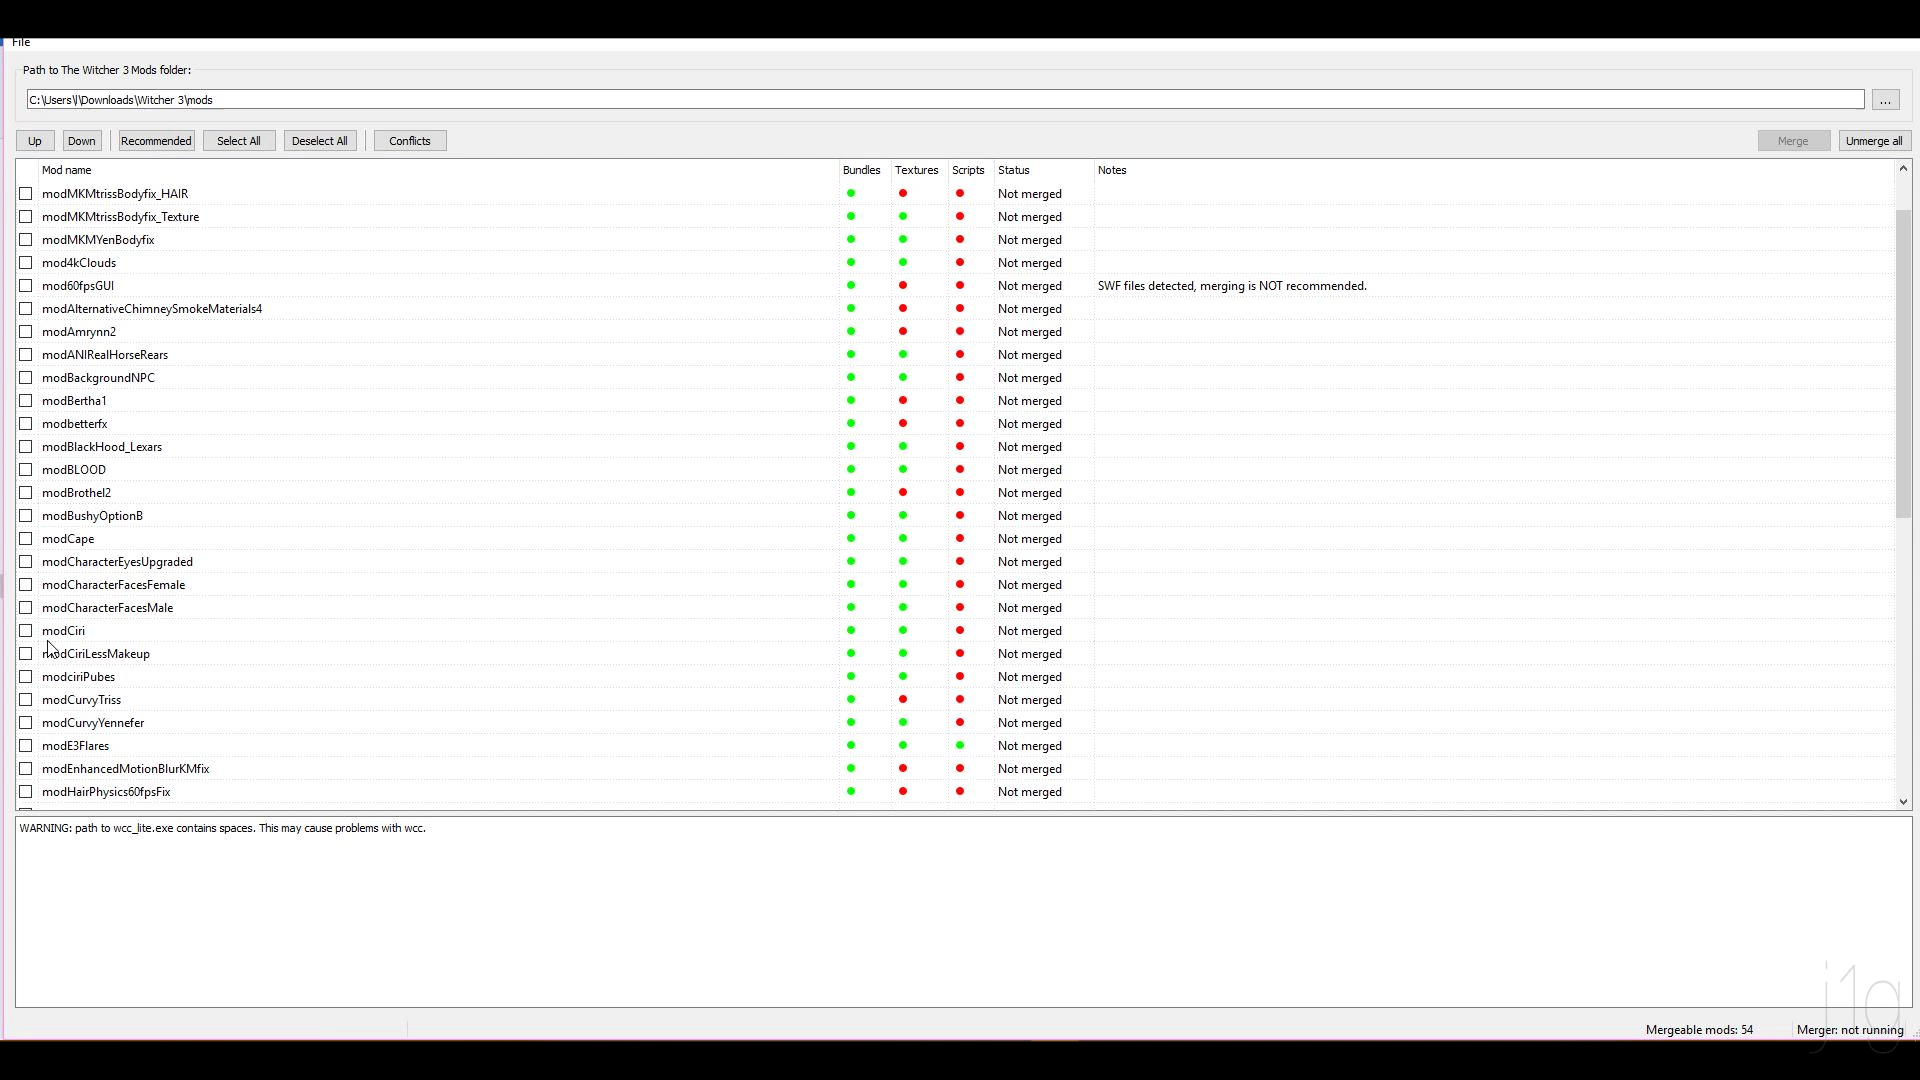 File
Path to The Witcher 3 Mods folder:
C:\Users\l\Downloads\Witcher 3\mods
...
Up Down Recommended Select All Deselect All Conflicts Merge Unmerge all
Mod name Bundles Textures Scripts Status Notes
modMKMtrissBodyfix_HAIR Not merged
modMKMtrissBodyfix_Texture Not merged
modMKMYenBodyfix Not merged
mod4kClouds Not merged
mod60fpsGUI Not merged SWF files detected, merging is NOT recommended.
modAlternativeChimneySmokeMaterials4 Not merged
modAmrynn2 Not merged
modANIRealHorseRears Not merged
modBackgroundNPC Not merged
modBertha1 Not merged
modbetterfx Not merged
modBlackHood_Lexars Not merged
modBLOOD Not merged
modBrothel2 Not merged
modBushyOptionB Not merged
modCape Not merged
modCharacterEyesUpgraded Not merged
modCharacterFacesFemale Not merged
modCharacterFacesMale Not merged
modCiri Not merged
modCiriLessMakeup Not merged
modciriPubes Not merged
modCurvyTriss Not merged
modCurvyYennefer Not merged
modE3Flares Not merged
modEnhancedMotionBlurKMfix Not merged
modHairPhysics60fpsFix Not merged
WARNING: path to wcc_lite.exe contains spaces. This may cause problems with wcc.
j1g
Mergeable mods: 54 Merger: not running